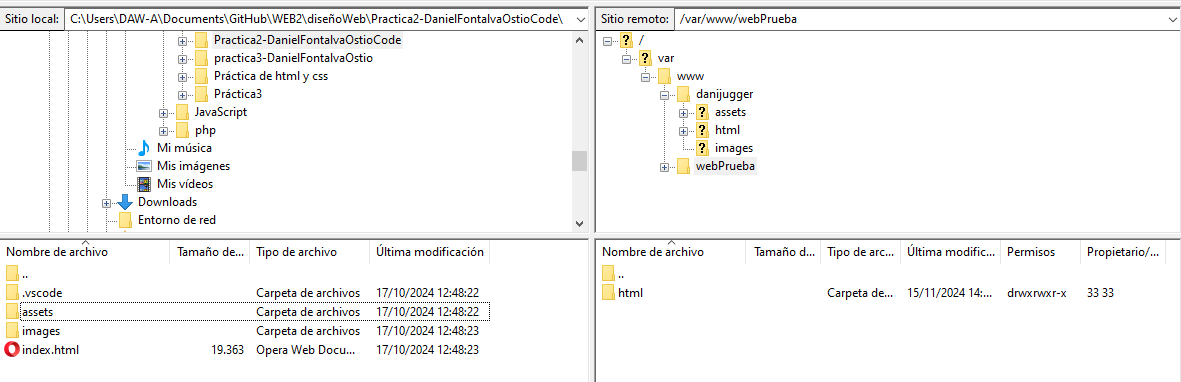 Sitio local: C:\Users\DAW-A\Documents\GitHub\WEB2\diseñoWeb\Practica2-DanielFontalvaOstioCode\
Practica2-DanielFontalvaOstioCode
practica3-DanielFontalvaOstio
Práctica de html y css
Práctica3
JavaScript
php
Mi música
Mis imágenes
Mis vídeos
Downloads
Entorno de red
Nombre de archivo Tamaño de... Tipo de archivo Última modificación
..
.vscode Carpeta de archivos 17/10/2024 12:48:22
assets Carpeta de archivos 17/10/2024 12:48:22
images Carpeta de archivos 17/10/2024 12:48:23
index.html 19.363 Opera Web Docu... 17/10/2024 12:48:23
Sitio remoto: /var/www/webPrueba
/
var
www
danijugger
assets
html
images
webPrueba
Nombre de archivo Tamaño d... Tipo de arc... Última modific... Permisos Propietario/...
..
html Carpeta de... 15/11/2024 14:... drwxrwxr-x 33 33